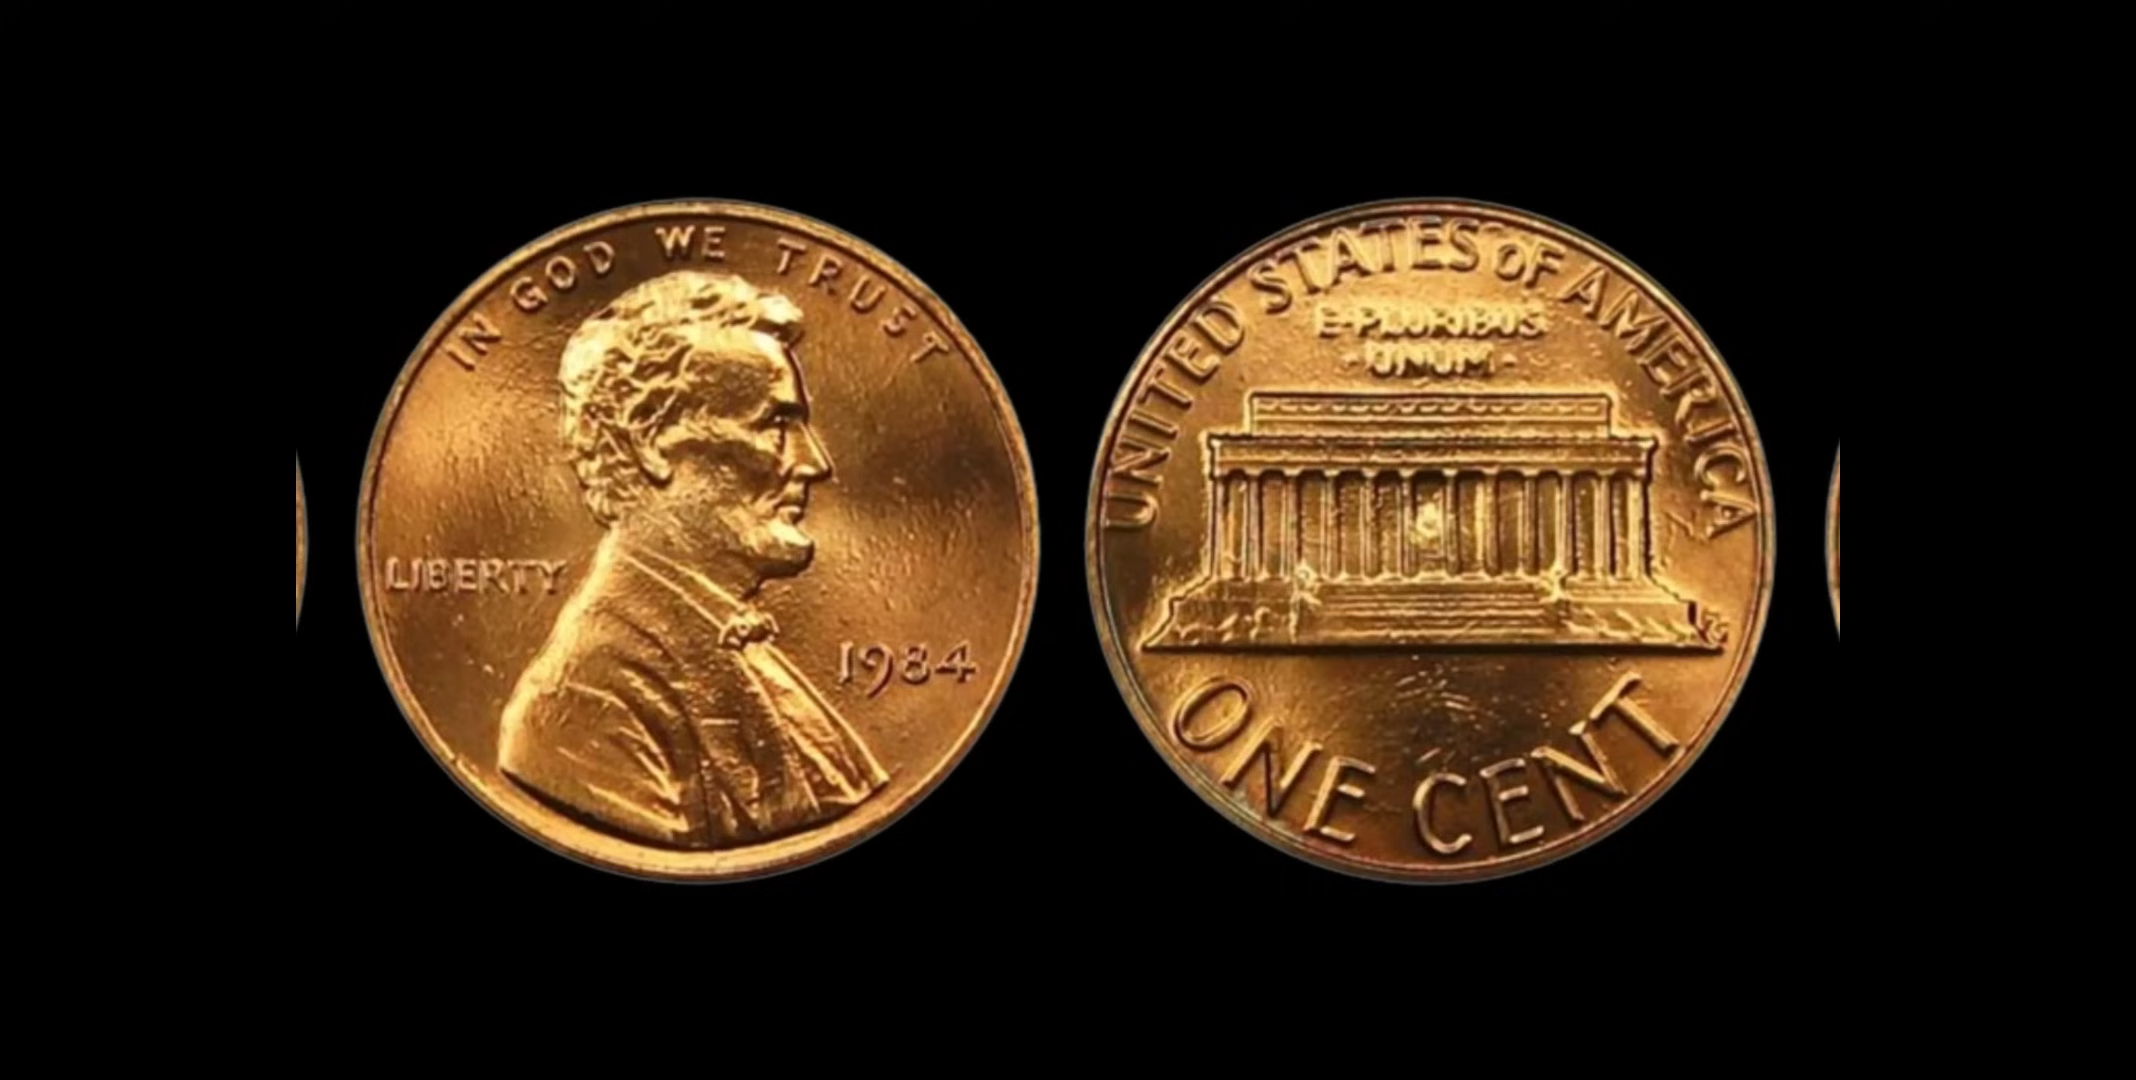 IN GOD WE TRUST
LIBERTY
1984
UNITED STATES OF AMERICA
E·PLURIBUS
·UNUM·
ONE CENT